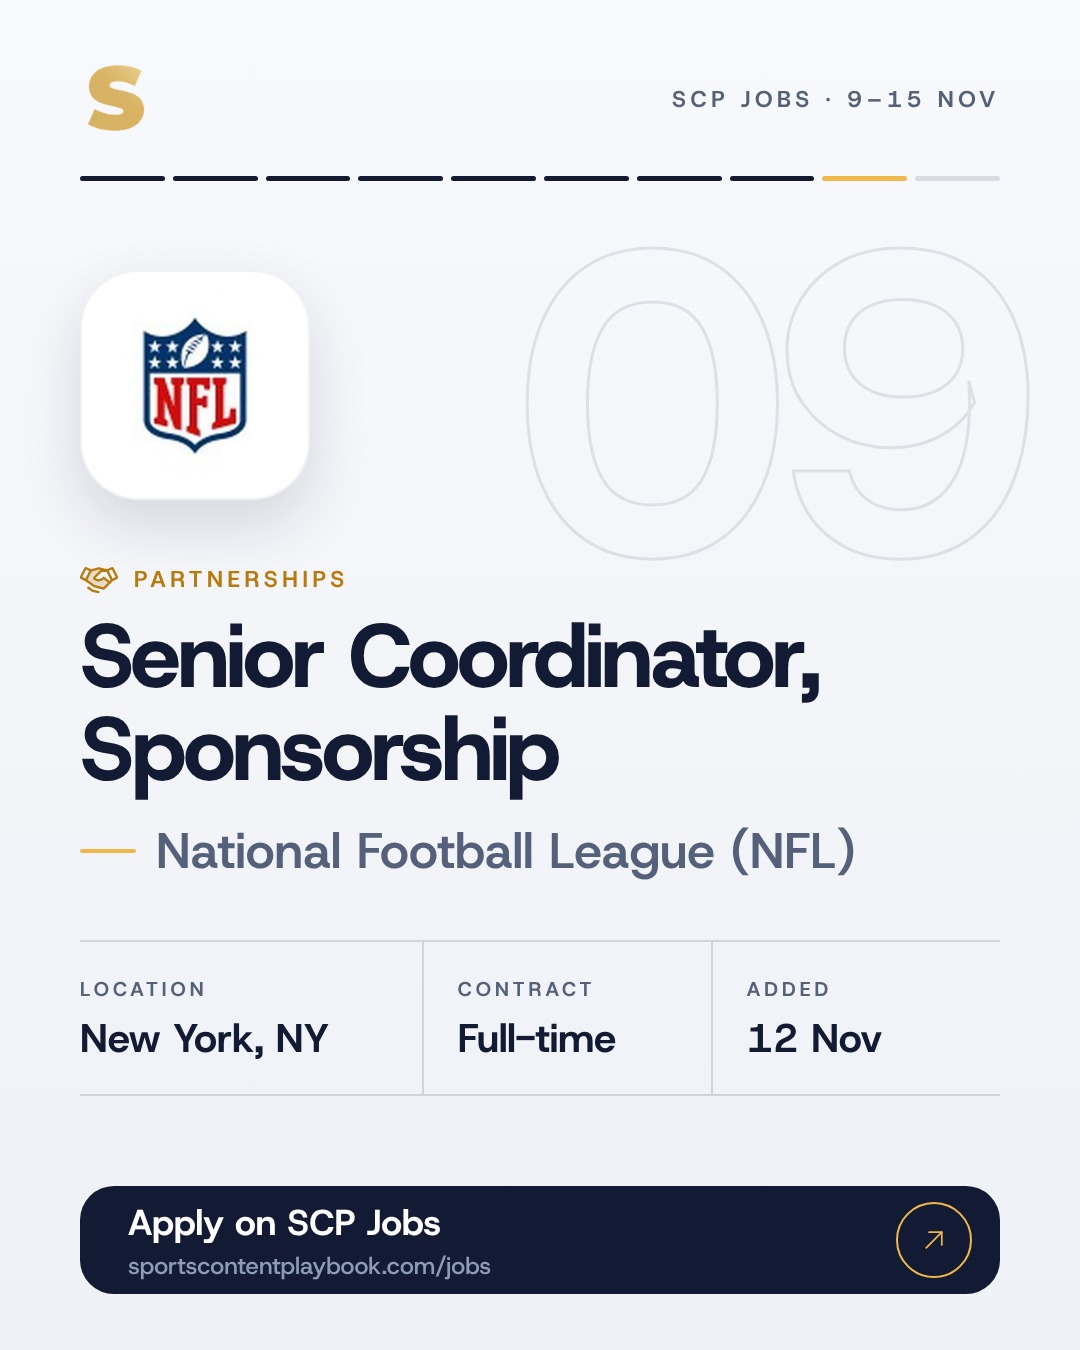 S
SCP JOBS · 9–15 NOV
09
NFL
PARTNERSHIPS
Senior Coordinator,
Sponsorship
National Football League (NFL)
LOCATION
CONTRACT
ADDED
New York, NY
Full-time
12 Nov
Apply on SCP Jobs
sportscontentplaybook.com/jobs